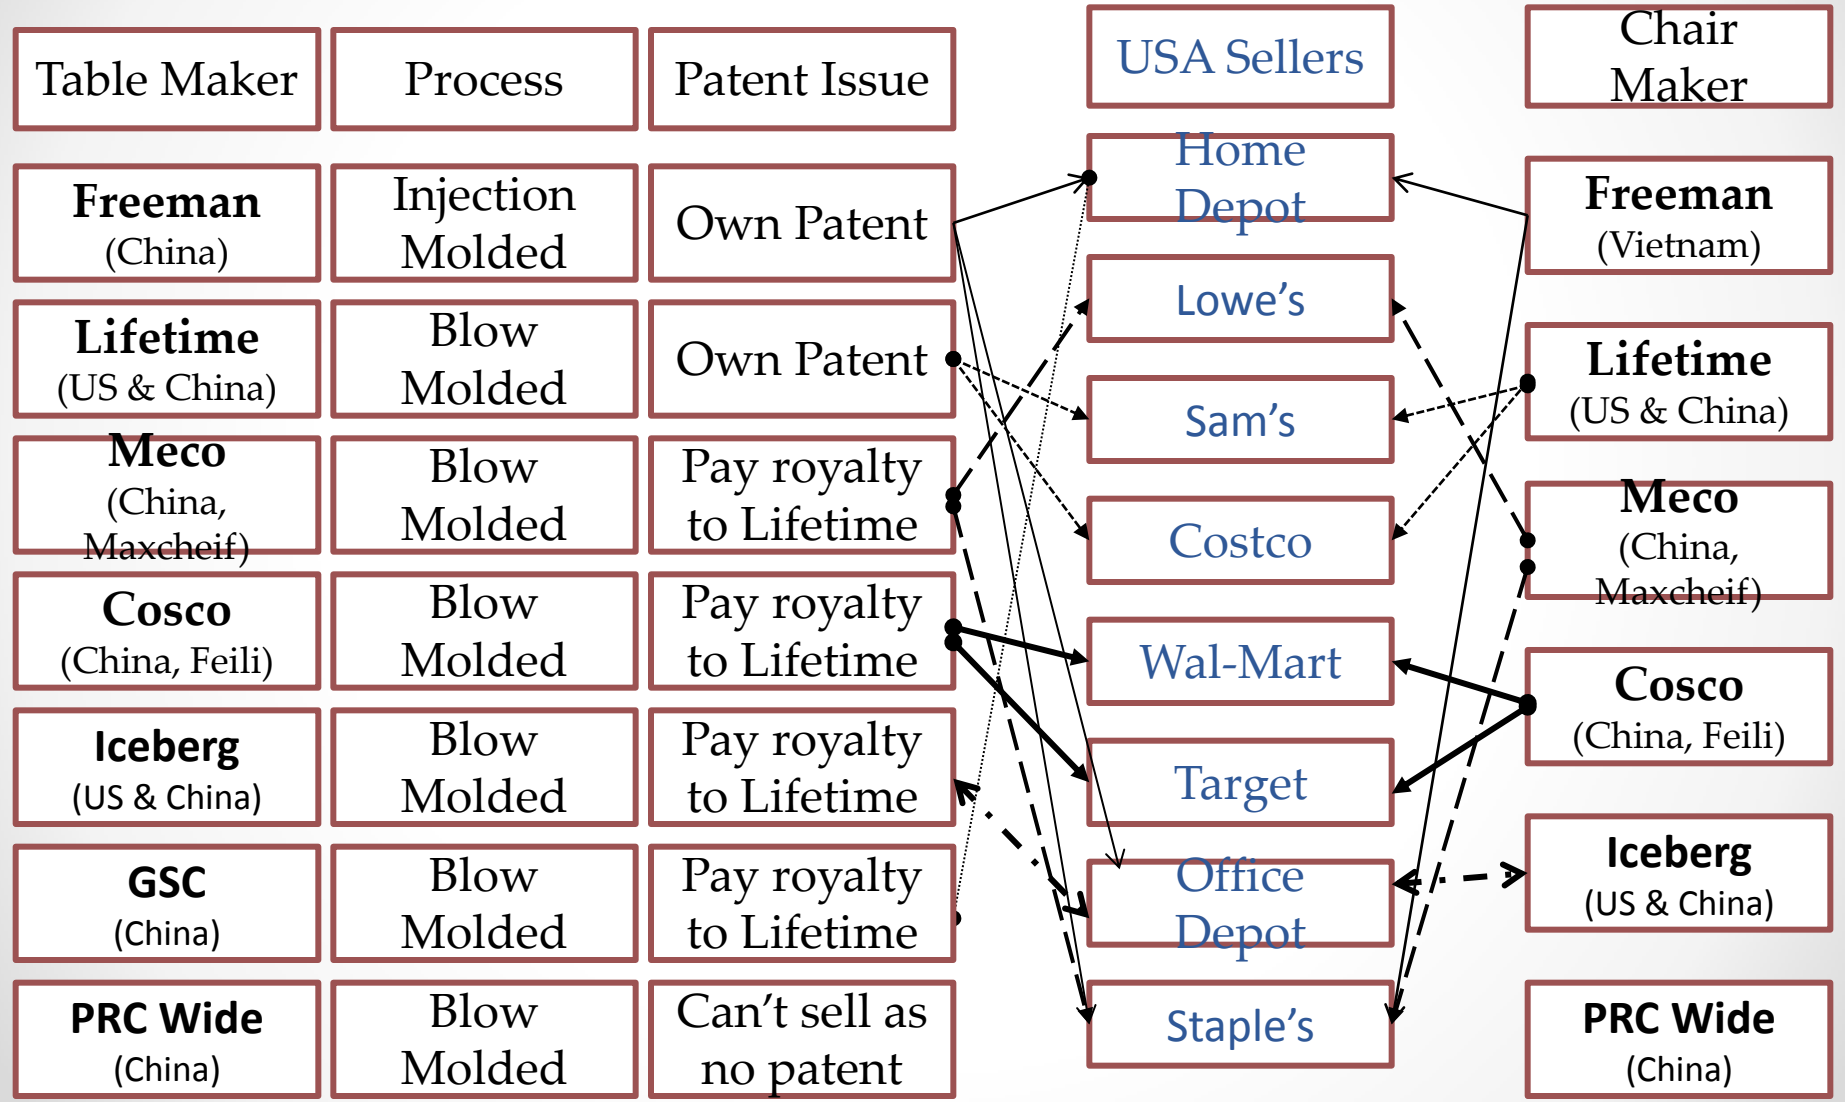 Table Maker
Process
Patent Issue
USA Sellers
Chair
Maker
Freeman
(China)
Injection
Molded
Own Patent
Home
Depot
Freeman
(Vietnam)
Lifetime
(US & China)
Blow
Molded
Own Patent
Lowe's
Lifetime
(US & China)
Meco
(China,
Maxcheif)
Blow
Molded
Pay royalty
to Lifetime
Sam's
Meco
(China,
Maxcheif)
Cosco
(China, Feili)
Blow
Molded
Pay royalty
to Lifetime
Costco
Cosco
(China, Feili)
Iceberg
(US & China)
Blow
Molded
Pay royalty
to Lifetime
Wal-Mart
Target
Iceberg
(US & China)
GSC
(China)
Blow
Molded
Pay royalty
to Lifetime
Office
Depot
PRC Wide
(China)
Blow
Molded
Can't sell as
no patent
Staple's
PRC Wide
(China)